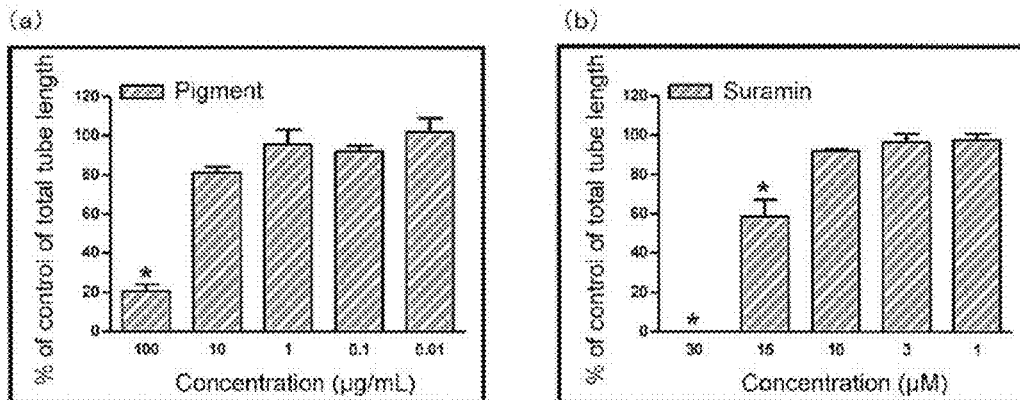 (a)
% of control of total tube length
Pigment
120
100
80
60
40
20
0
*
100 10 1 0.1 0.01
Concentration (µg/mL)
(b)
% of control of total tube length
Suramin
120
100
80
60
40
20
0
*
*
30 15 10 3 1
Concentration (µM)